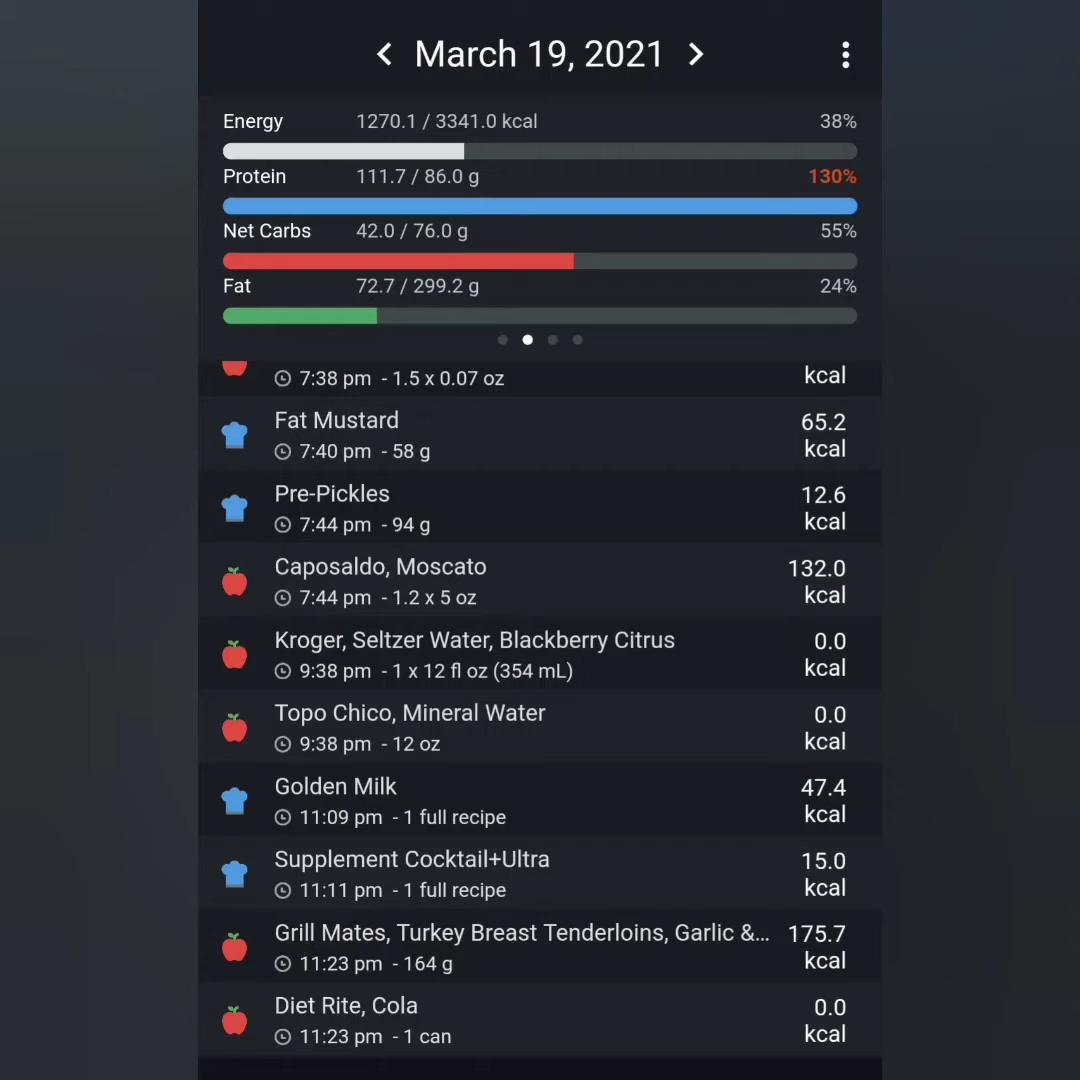 March 19, 2021
Energy 1270.1 / 3341.0 kcal 38%
Protein 111.7 / 86.0 g 130%
Net Carbs 42.0 / 76.0 g 55%
Fat 72.7 / 299.2 g 24%
7:38 pm - 1.5 x 0.07 oz kcal
Fat Mustard 65.2
7:40 pm - 58 g kcal
Pre-Pickles 12.6
7:44 pm - 94 g kcal
Caposaldo, Moscato 132.0
7:44 pm - 1.2 x 5 oz kcal
Kroger, Seltzer Water, Blackberry Citrus 0.0
9:38 pm - 1 x 12 fl oz (354 mL) kcal
Topo Chico, Mineral Water 0.0
9:38 pm - 12 oz kcal
Golden Milk 47.4
11:09 pm - 1 full recipe kcal
Supplement Cocktail+Ultra 15.0
11:11 pm - 1 full recipe kcal
Grill Mates, Turkey Breast Tenderloins, Garlic &... 175.7
11:23 pm - 164 g kcal
Diet Rite, Cola 0.0
11:23 pm - 1 can kcal